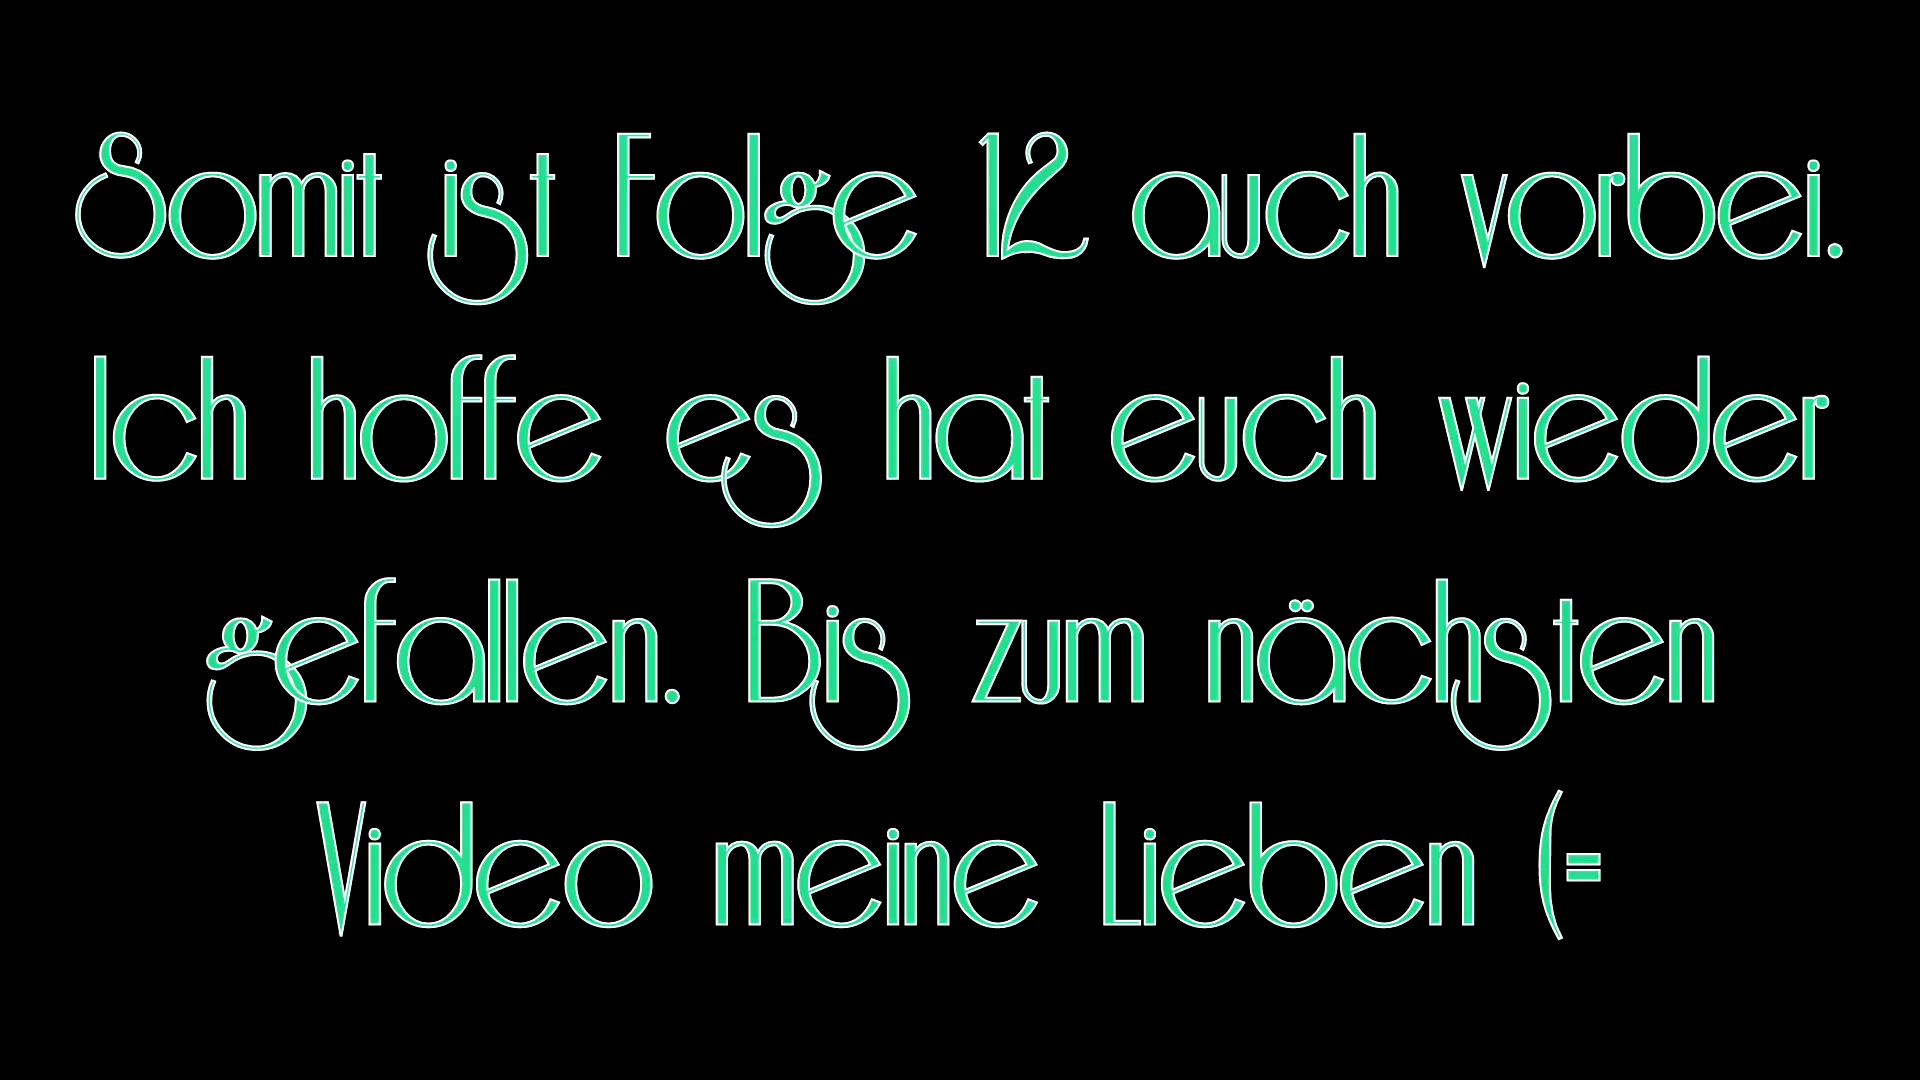 Somit ist Folge 12 auch vorbei.
Ich hoffe es hat euch wieder
gefallen. Bis zum nächsten
Video meine Lieben (=